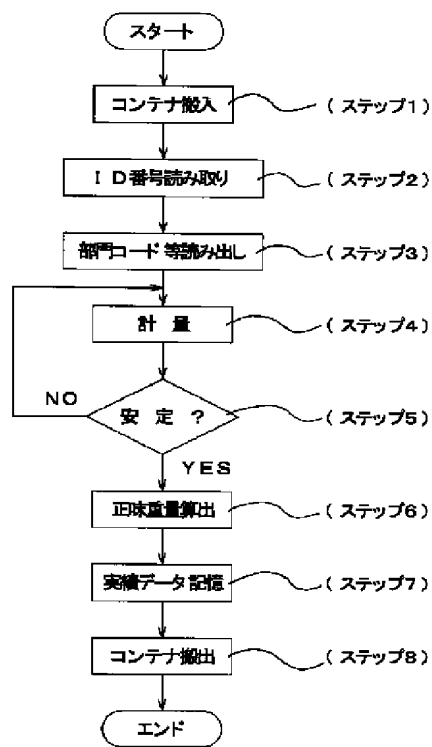 スタート
コンテナ搬入 （ステップ1）
ID番号読み取り （ステップ2）
部門コード等読み出し （ステップ3）
計量 （ステップ4）
NO 安定？ （ステップ5）
YES
正味重量算出 （ステップ6）
実績データ記憶 （ステップ7）
コンテナ搬出 （ステップ8）
エンド